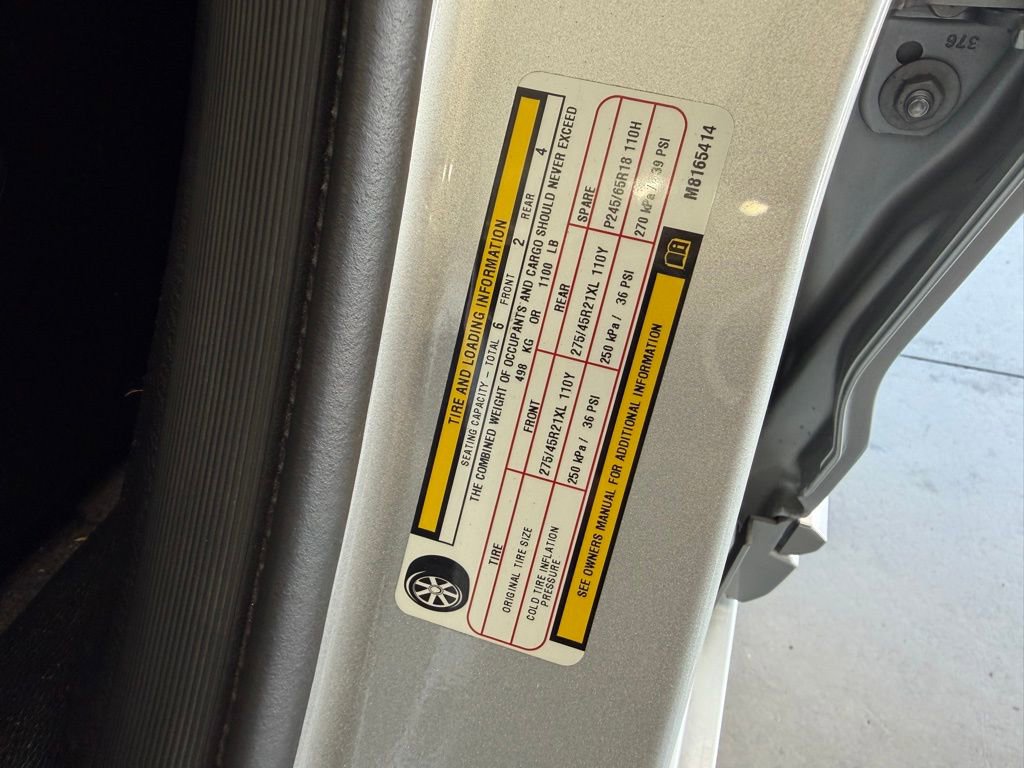 TIRE AND LOADING INFORMATION
SEATING CAPACITY - TOTAL 6 FRONT 2 REAR 4
THE COMBINED WEIGHT OF OCCUPANTS AND CARGO SHOULD NEVER EXCEED
498 KG OR 1100 LB
TIRE FRONT REAR SPARE
ORIGINAL TIRE SIZE 275/45R21XL 110Y 275/45R21XL 110Y P245/65R18 110H
COLD TIRE INFLATION PRESSURE 250 kPa / 36 PSI 250 kPa / 36 PSI 270 kPa / 39 PSI
SEE OWNERS MANUAL FOR ADDITIONAL INFORMATION
M8165414
376